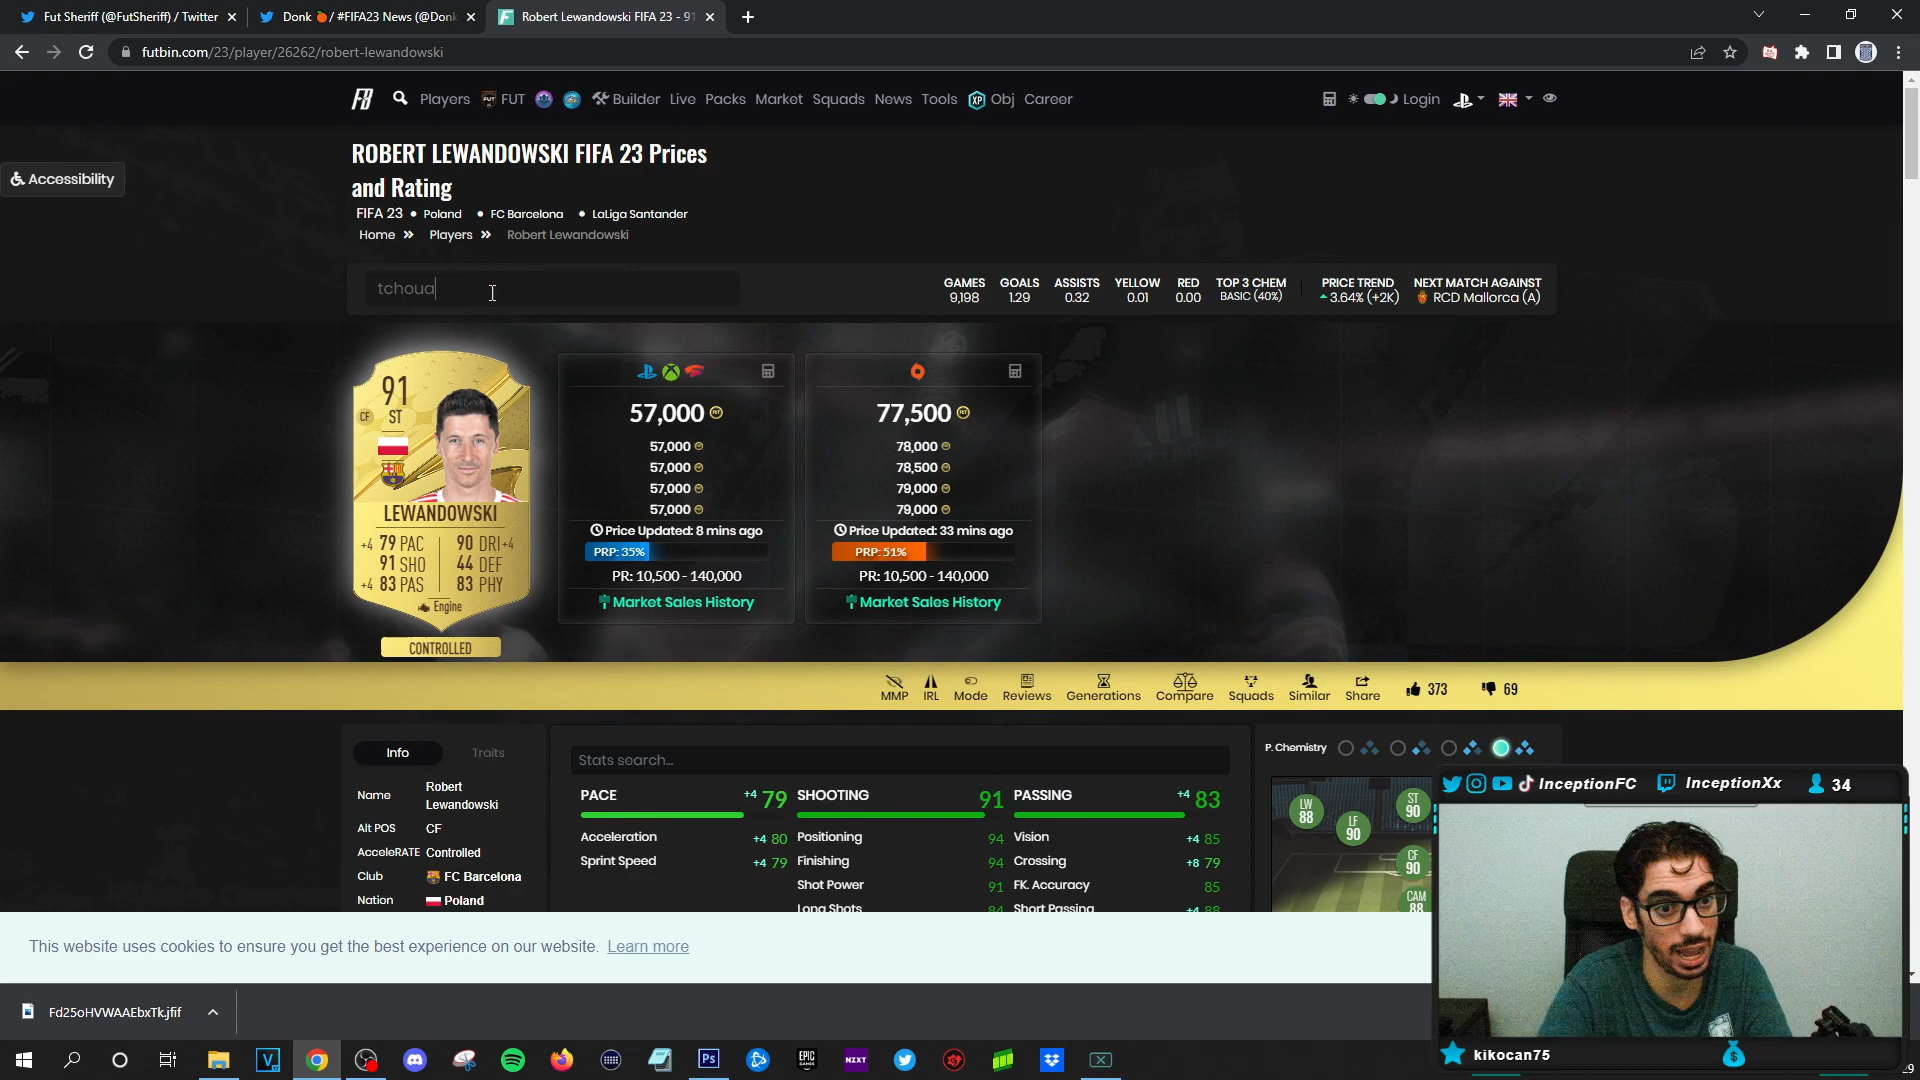 Fut Sheriff (@FutSheriff) / Twitter
Donk 🍑/ #FIFA23 News (@Donk
Robert Lewandowski FIFA 23 - 91
futbin.com/23/player/26262/robert-lewandowski
Players FUT Builder Live Packs Market Squads News Tools XP Obj Career Login
ROBERT LEWANDOWSKI FIFA 23 Prices
and Rating
Accessibility
FIFA 23 • Poland • FC Barcelona • LaLiga Santander
Home » Players » Robert Lewandowski
tchoua
GAMES GOALS ASSISTS YELLOW RED TOP 3 CHEM PRICE TREND NEXT MATCH AGAINST
9,198 1.29 0.32 0.01 0.00 BASIC (40%) 3.64% (+2K) RCD Mallorca (A)
91
CF ST
LEWANDOWSKI
+4 79 PAC 90 DRI+4
91 SHO 44 DEF
+4 83 PAS 83 PHY
Engine
CONTROLLED
57,000
57,000
57,000
57,000
57,000
Price Updated: 8 mins ago
PRP: 35%
PR: 10,500 - 140,000
Market Sales History
77,500
78,000
78,500
79,000
79,000
Price Updated: 33 mins ago
PRP: 51%
PR: 10,500 - 140,000
Market Sales History
MMP IRL Mode Reviews Generations Compare Squads Similar Share 373 69
Info Traits
Name Robert
Lewandowski
Alt POS CF
AcceleRATE Controlled
Club FC Barcelona
Nation Poland
Stats search...
PACE +4 79
Acceleration +4 80
Sprint Speed +4 79
SHOOTING 91
Positioning 94
Finishing 94
Shot Power 91
Long Shots 84
PASSING +4 83
Vision +4 85
Crossing +8 79
FK. Accuracy 85
Short Passing +4 88
P. Chemistry
LW
88
LF
90
ST
90
CF
90
CAM
88
InceptionFC InceptionXx 34
This website uses cookies to ensure you get the best experience on our website. Learn more
Fd25oHVWAAEbxTk.jfif
kikocan75
Ps
EPIC
GAMES
NZXT